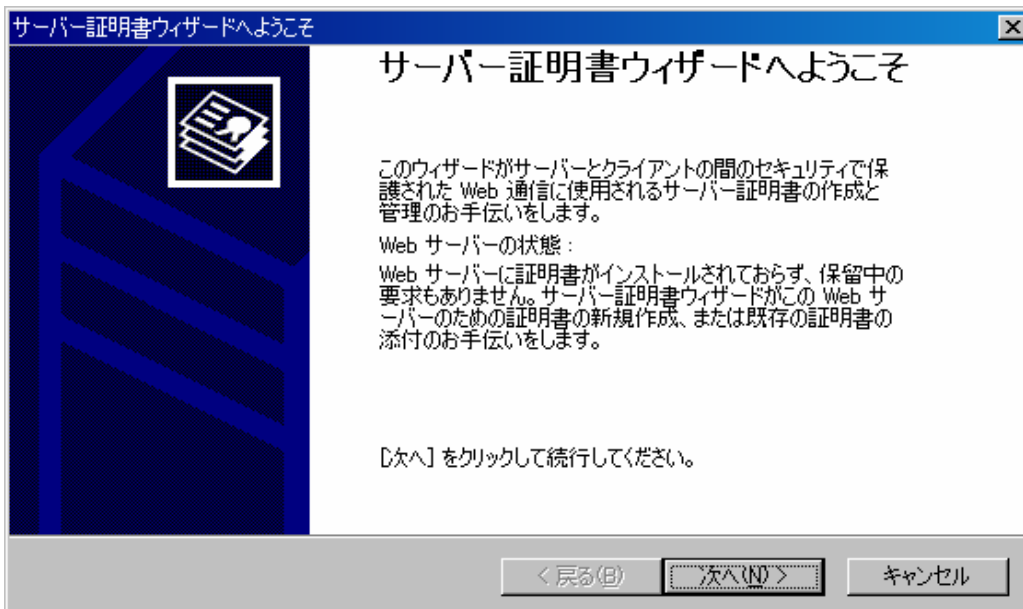 サーバー証明書ウィザードへようこそ
サーバー証明書ウィザードへようこそ
このウィザードがサーバーとクライアントの間のセキュリティで保
護された Web 通信に使用されるサーバー証明書の作成と
管理のお手伝いをします。
Web サーバーの状態 :
Web サーバーに証明書がインストールされておらず、保留中の
要求もありません。サーバー証明書ウィザードがこの Web サ
ーバーのための証明書の新規作成、または既存の証明書の
添付のお手伝いをします。
[次へ] をクリックして続行してください。
< 戻る(B) 次へ(N) > キャンセル